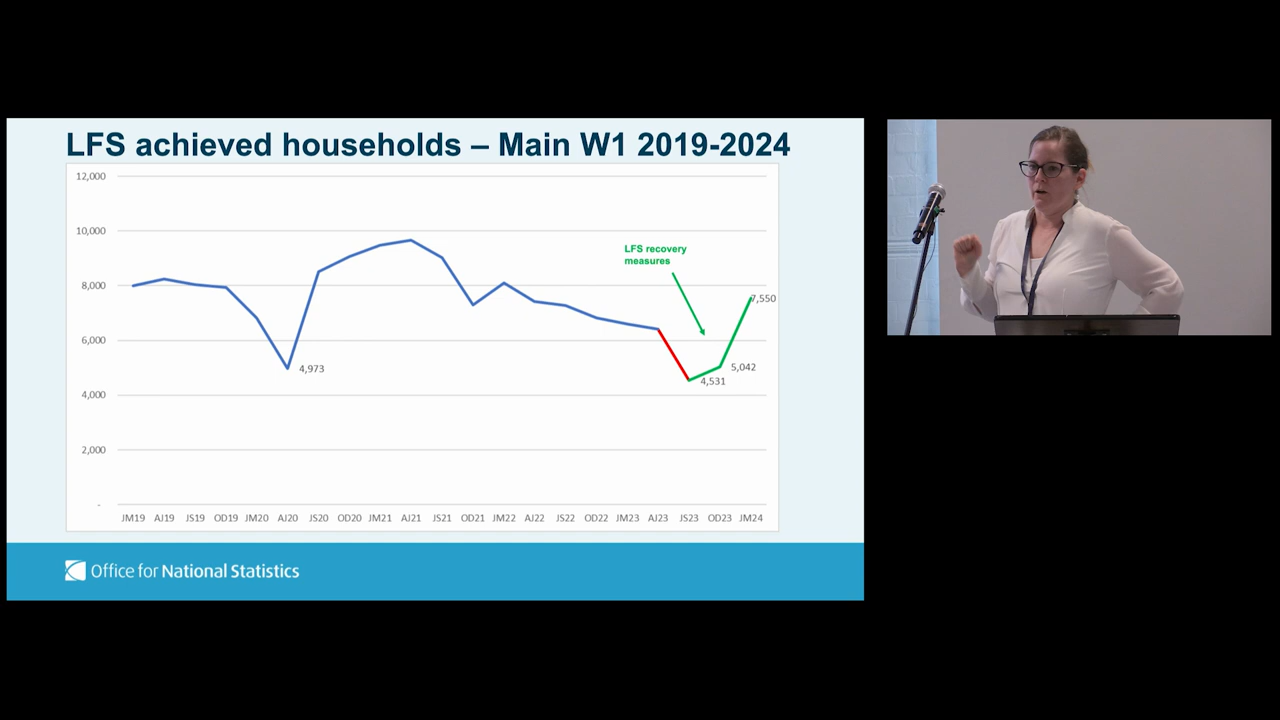 LFS achieved households – Main W1 2019-2024
12,000
10,000
8,000
6,000
4,000
2,000
-
LFS recovery
measures
4,973
4,531
5,042
7,550
JM19 AJ19 JS19 OD19 JM20 AJ20 JS20 OD20 JM21 AJ21 JS21 OD21 JM22 AJ22 JS22 OD22 JM23 AJ23 JS23 OD23 JM24
Office for National Statistics